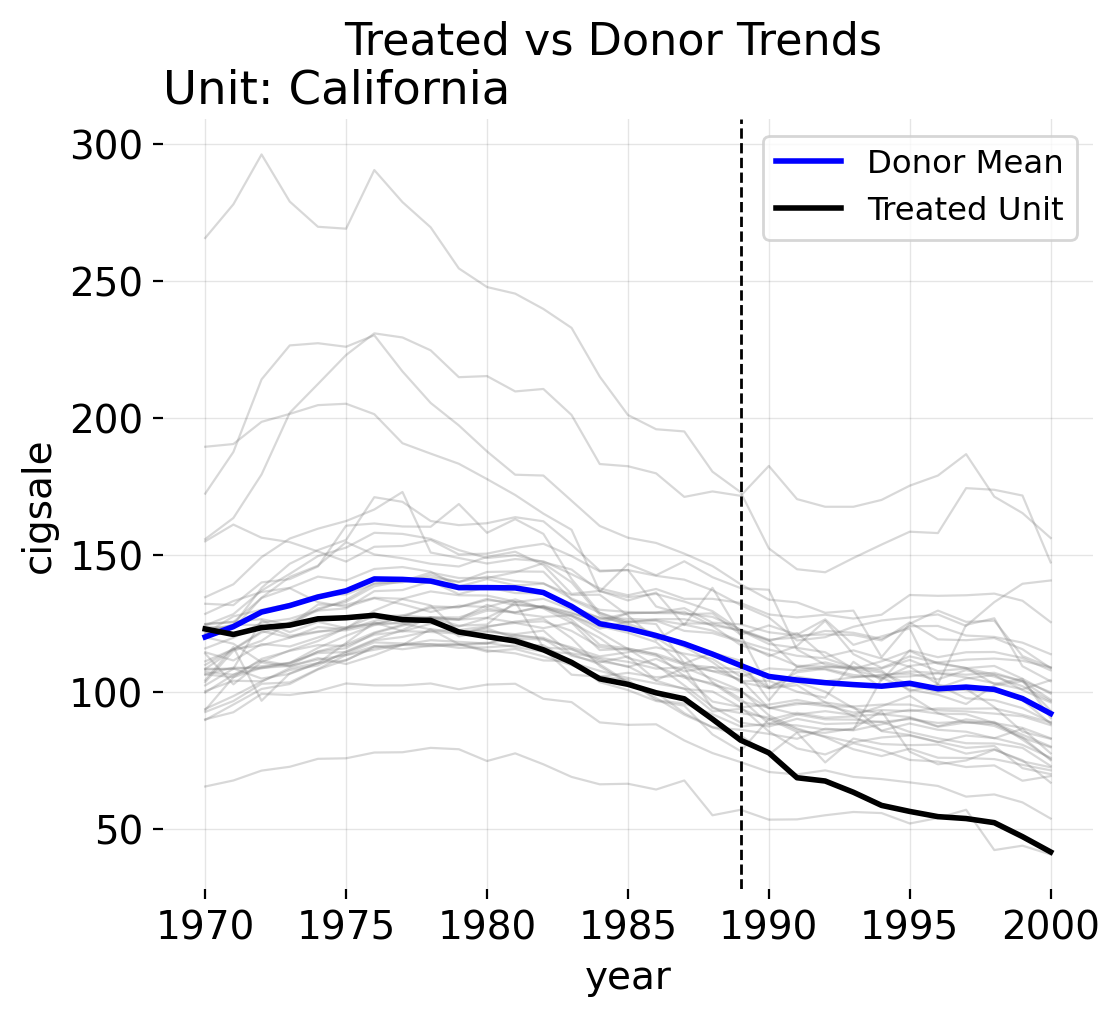 Treated vs Donor Trends
Unit: California
300
250
200
150
100
50
cigsale
Donor Mean
Treated Unit
1970 1975 1980 1985 1990 1995 2000
year